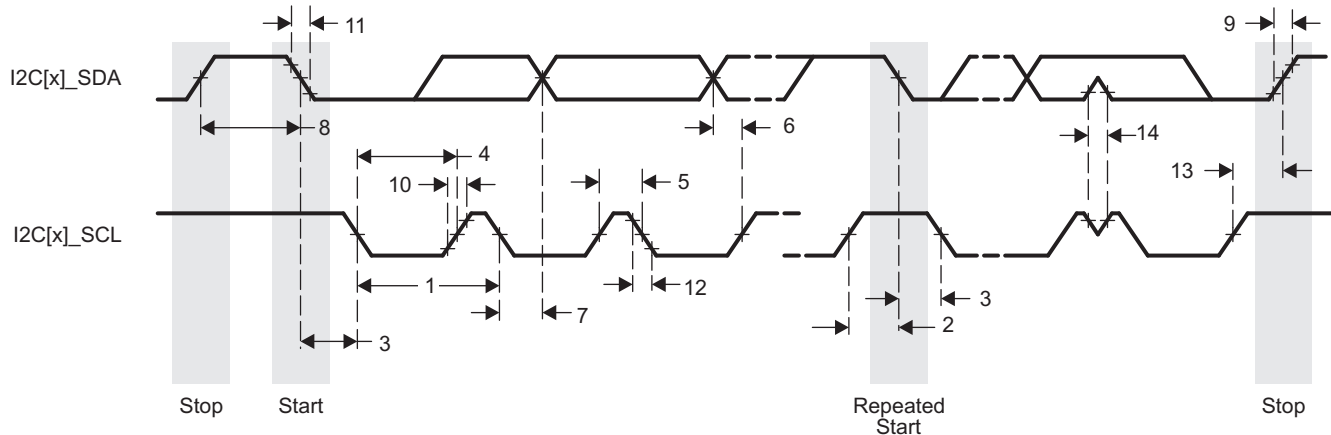 11
9
I2C[x]_SDA
8
6
4
14
10
5
13
I2C[x]_SCL
1
12
3
7
2
3
Stop
Start
Repeated
Start
Stop